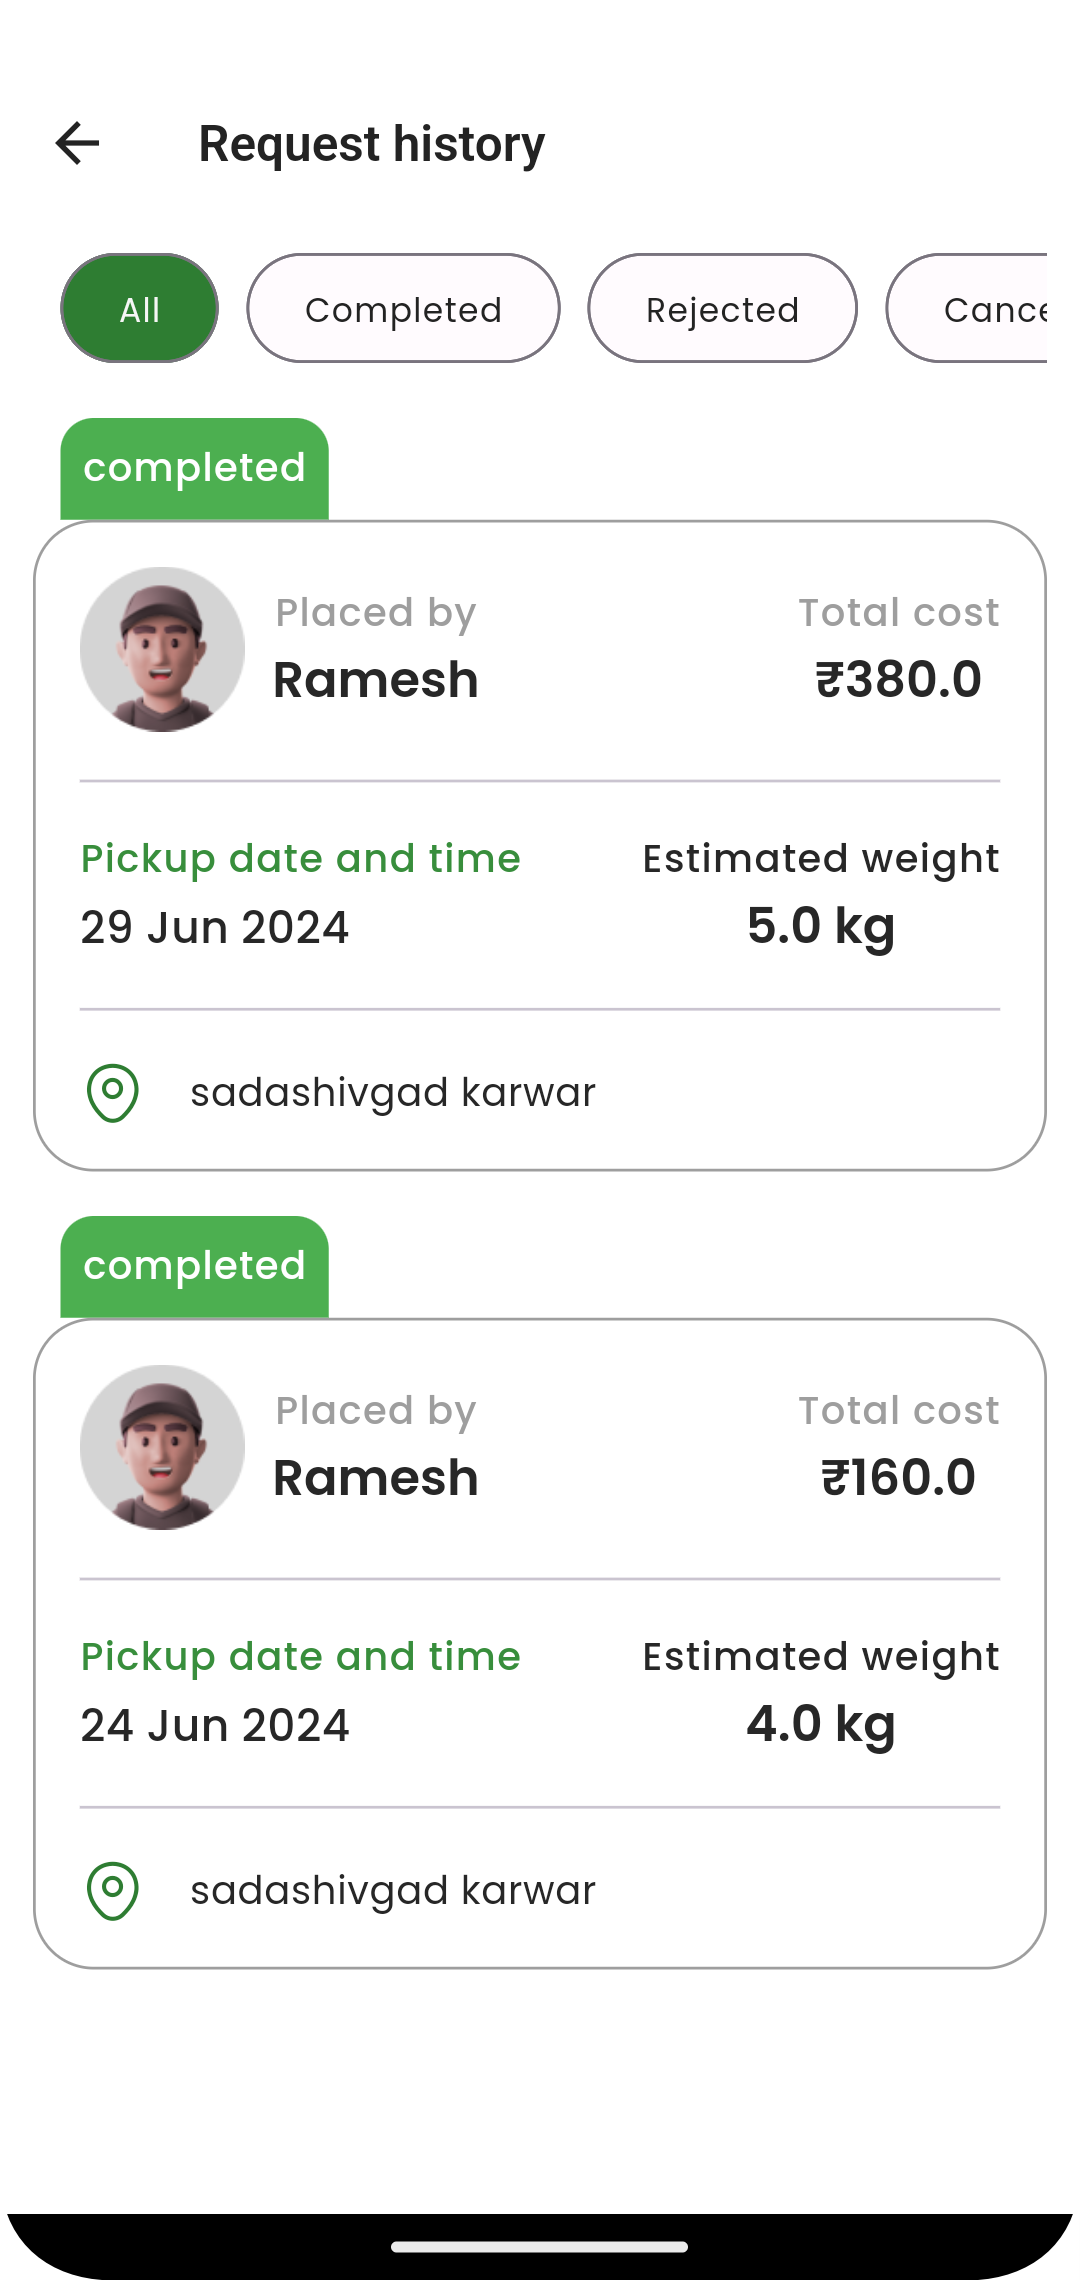 Request history
All Completed Rejected Cance
completed
Placed by Total cost
Ramesh ₹380.0
Pickup date and time Estimated weight
29 Jun 2024 5.0 kg
sadashivgad karwar
completed
Placed by Total cost
Ramesh ₹160.0
Pickup date and time Estimated weight
24 Jun 2024 4.0 kg
sadashivgad karwar